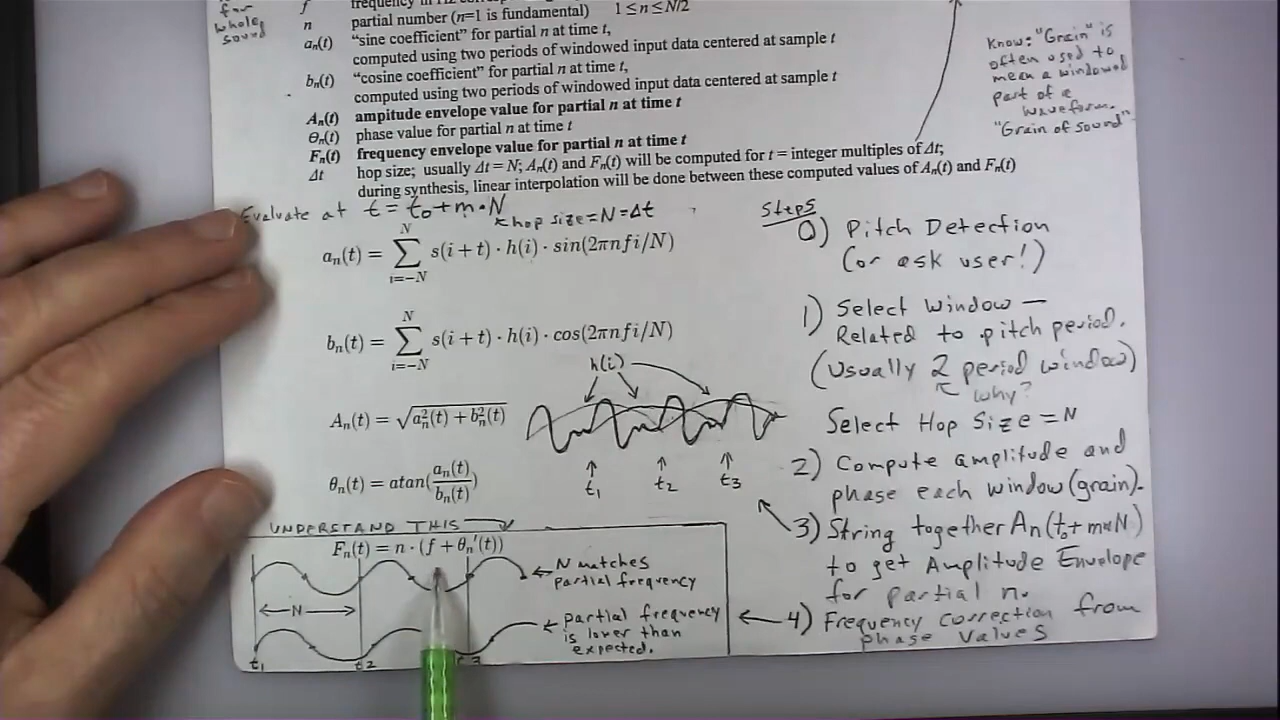 for
whole
sound
f frequency in Hz
n partial number (n=1 is fundamental) 1 ≤ n ≤ N/2
aₙ(t) “sine coefficient” for partial n at time t,
computed using two periods of windowed input data centered at sample t
bₙ(t) “cosine coefficient” for partial n at time t,
computed using two periods of windowed input data centered at sample t
Aₙ(t) ampitude envelope value for partial n at time t
θₙ(t) phase value for partial n at time t
Fₙ(t) frequency envelope value for partial n at time t
Δt hop size; usually Δt = N; Aₙ(t) and Fₙ(t) will be computed for t = integer multiples of Δt;
during synthesis, linear interpolation will be done between these computed values of Aₙ(t) and Fₙ(t)
Know: "Grain" is
often used to
mean a windowed
part of a
waveform.
"Grain of sound"
Evaluate at t = t₀ + m • N
hop size = N = Δt
aₙ(t) = ∑ᵢ₌₋ₙᴺ s(i + t) · h(i) · sin(2πnfi/N)
bₙ(t) = ∑ᵢ₌₋ₙᴺ s(i + t) · h(i) · cos(2πnfi/N)
h(i)
Aₙ(t) = √(aₙ²(t) + bₙ²(t))
t₁ t₂ t₃
θₙ(t) = atan(aₙ(t)/bₙ(t))
UNDERSTAND THIS
Fₙ(t) = n · (f + θₙ'(t))
N matches
partial frequency
N
partial frequency
is lower than
expected.
t₁ t₂ t₃
Steps
0) Pitch Detection
(or ask user!)
1) Select Window —
Related to pitch period.
(Usually 2 period window)
why?
Select Hop Size = N
2) Compute amplitude and
phase each window (grain).
3) String together Aₙ(t₀+m*N)
to get Amplitude Envelope
for partial n.
4) Frequency correction from
phase values